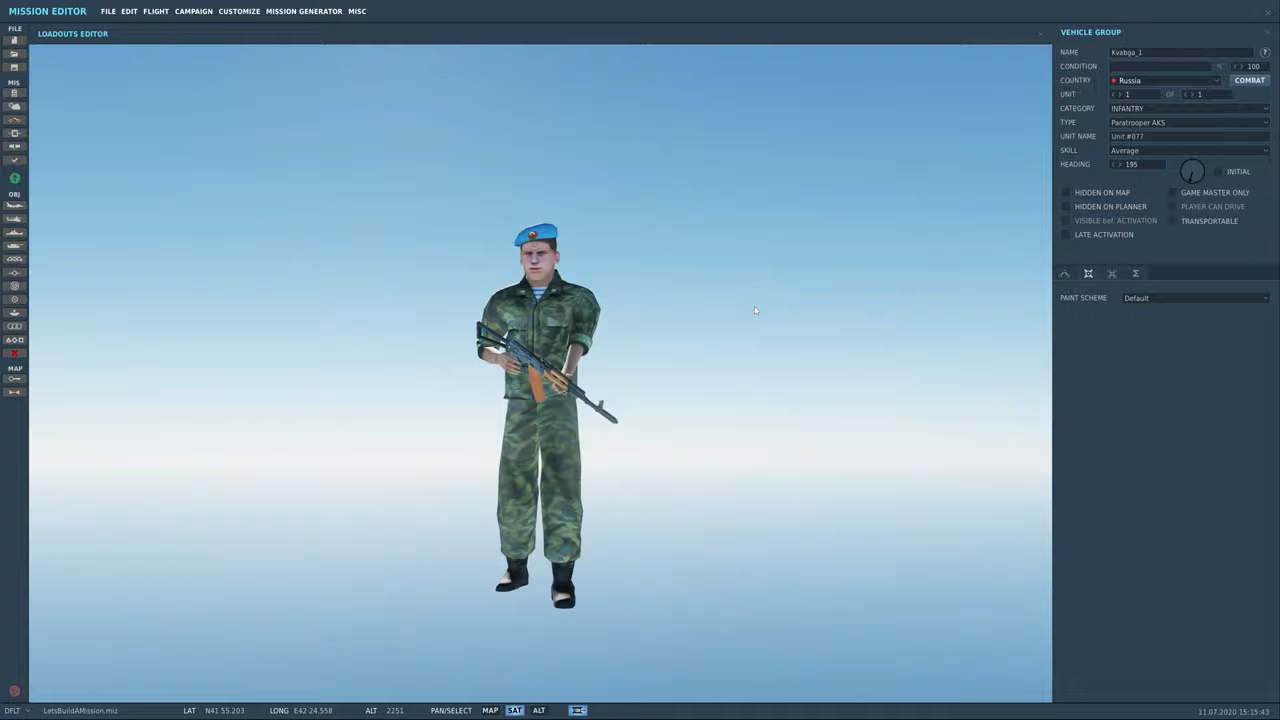 MISSION EDITOR FILE EDIT FLIGHT CAMPAIGN CUSTOMIZE MISSION GENERATOR MISC
FILE
MIS
OBJ
MAP
LOADOUTS EDITOR
VEHICLE GROUP
NAME Kvabga_1 ?
CONDITION % < > 100
COUNTRY Russia COMBAT
UNIT < > 1 OF < > 1
CATEGORY INFANTRY
TYPE Paratrooper AKS
UNIT NAME Unit #077
SKILL Average
HEADING < > 195 INITIAL
HIDDEN ON MAP GAME MASTER ONLY
HIDDEN ON PLANNER PLAYER CAN DRIVE
VISIBLE bef. ACTIVATION TRANSPORTABLE
LATE ACTIVATION
Σ
PAINT SCHEME Default
DFLT LetsBuildAMission.miz LAT N41 55.203 LONG E42 24.558 ALT 2251 PAN/SELECT MAP SAT ALT 11.07.2020 15:15:43